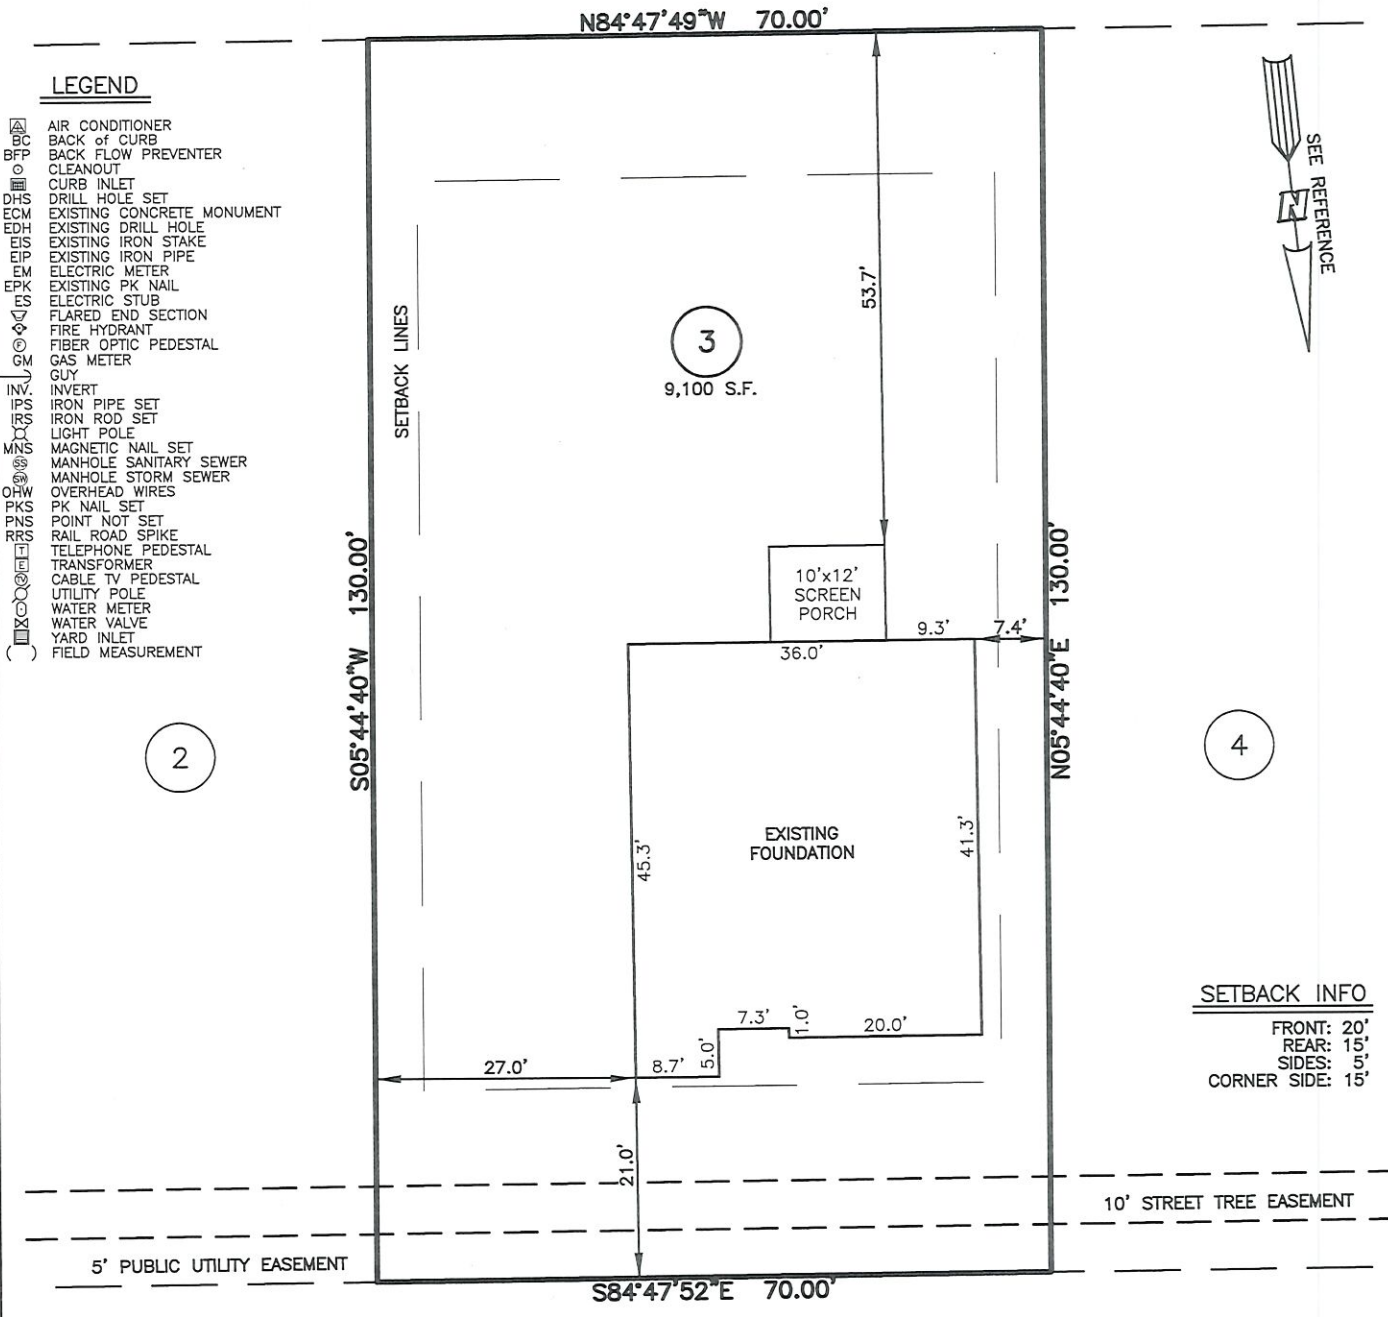 N84°47'49"W 70.00'
LEGEND
AIR CONDITIONER
BC BACK of CURB
BFP BACK FLOW PREVENTER
CLEANOUT
CURB INLET
DHS DRILL HOLE SET
ECM EXISTING CONCRETE MONUMENT
EDH EXISTING DRILL HOLE
EIS EXISTING IRON STAKE
EIP EXISTING IRON PIPE
EM ELECTRIC METER
EPK EXISTING PK NAIL
ES ELECTRIC STUB
FLARED END SECTION
FIRE HYDRANT
F FIBER OPTIC PEDESTAL
GM GAS METER
GUY
INV. INVERT
IPS IRON PIPE SET
IRS IRON ROD SET
LIGHT POLE
MNS MAGNETIC NAIL SET
SS MANHOLE SANITARY SEWER
SW MANHOLE STORM SEWER
OHW OVERHEAD WIRES
PKS PK NAIL SET
PNS POINT NOT SET
RRS RAIL ROAD SPIKE
T TELEPHONE PEDESTAL
E TRANSFORMER
TV CABLE TV PEDESTAL
UTILITY POLE
WATER METER
WATER VALVE
YARD INLET
( ) FIELD MEASUREMENT
SEE REFERENCE
N
SETBACK LINES
53.7'
3
9,100 S.F.
S05°44'40"W 130.00'
N05°44'40"E 130.00'
10'x12'
SCREEN
PORCH
9.3'
7.4'
36.0'
2
4
EXISTING
FOUNDATION
45.3'
41.3'
7.3'
1.0'
20.0'
5.0'
8.7'
27.0'
21.0'
SETBACK INFO
FRONT: 20'
REAR: 15'
SIDES: 5'
CORNER SIDE: 15'
10' STREET TREE EASEMENT
5' PUBLIC UTILITY EASEMENT
S84°47'52"E 70.00'